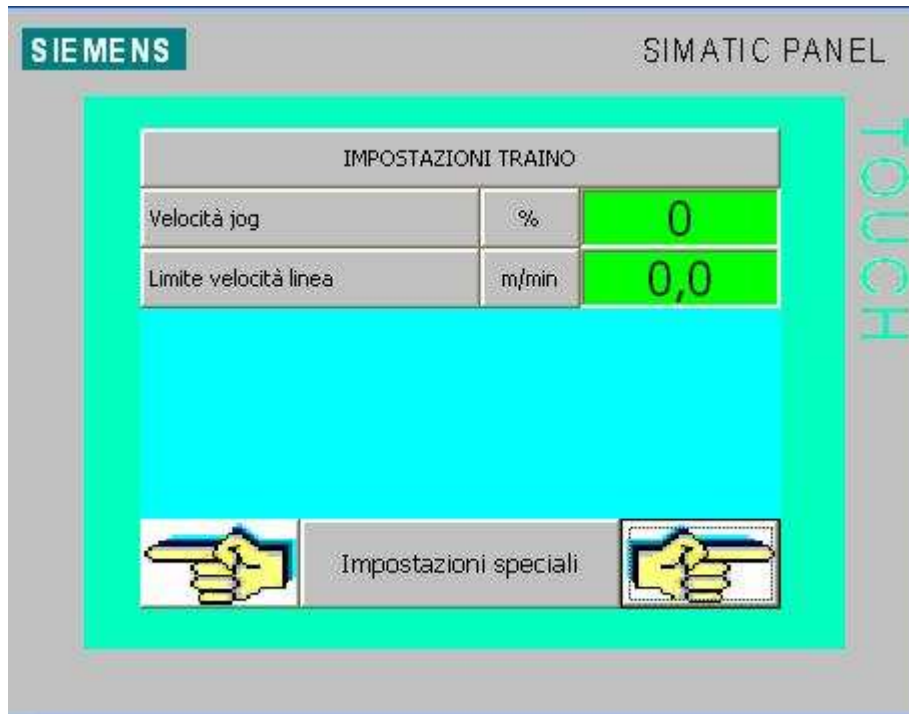 SIEMENS
SIMATIC PANEL
TOUCH
IMPOSTAZIONI TRAINO
Velocità jog % 0
Limite velocità linea m/min 0,0
Impostazioni speciali